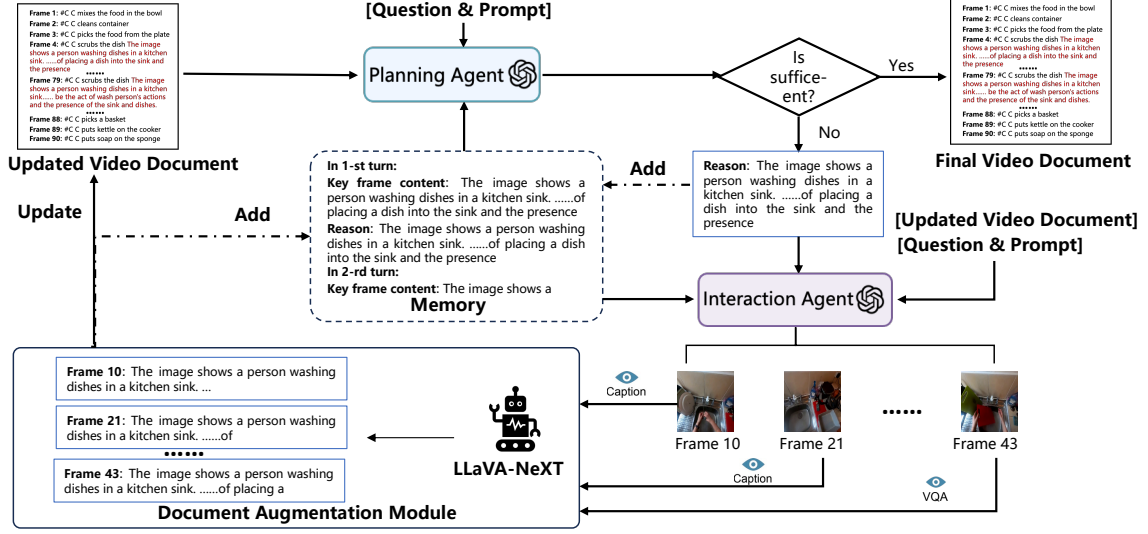 Frame 1: #C C mixes the food in the bowl
Frame 2: #C C cleans container
Frame 3: #C C picks the food from the plate
Frame 4: #C C scrubs the dish The image
shows a person washing dishes in a kitchen
sink. ……of placing a dish into the sink and
the presence
……
Frame 79: #C C scrubs the dish The image
shows a person washing dishes in a kitchen
sink…... be the act of wash person's actions
and the presence of the sink and dishes.
……
Frame 88: #C C picks a basket
Frame 89: #C C puts kettle on the cooker
Frame 90: #C C puts soap on the sponge
Updated Video Document
[Question & Prompt]
Planning Agent
Is
suffice-
ent?
Yes
No
Frame 1: #C C mixes the food in the bowl
Frame 2: #C C cleans container
Frame 3: #C C picks the food from the plate
Frame 4: #C C scrubs the dish The image
shows a person washing dishes in a kitchen
sink. ……of placing a dish into the sink and
the presence
……
Frame 79: #C C scrubs the dish The image
shows a person washing dishes in a kitchen
sink…... be the act of wash person's actions
and the presence of the sink and dishes.
……
Frame 88: #C C picks a basket
Frame 89: #C C puts kettle on the cooker
Frame 90: #C C puts soap on the sponge
Final Video Document
Update
Add
In 1-st turn:
Key frame content: The image shows a
person washing dishes in a kitchen sink. ……of
placing a dish into the sink and the presence
Reason: The image shows a person washing
dishes in a kitchen sink. ……of placing a dish
into the sink and the presence
In 2-rd turn:
Key frame content: The image shows a
Memory
Add
Reason: The image shows a
person washing dishes in a
kitchen sink. ……of placing a
dish into the sink and the
presence
[Updated Video Document]
[Question & Prompt]
Interaction Agent
Frame 10: The image shows a person washing
dishes in a kitchen sink. …
Frame 21: The image shows a person washing
dishes in a kitchen sink. ……of
……
Frame 43: The image shows a person washing
dishes in a kitchen sink. ……of placing a
LLaVA-NeXT
Document Augmentation Module
Caption
Frame 10
Frame 21
……
Frame 43
Caption
VQA